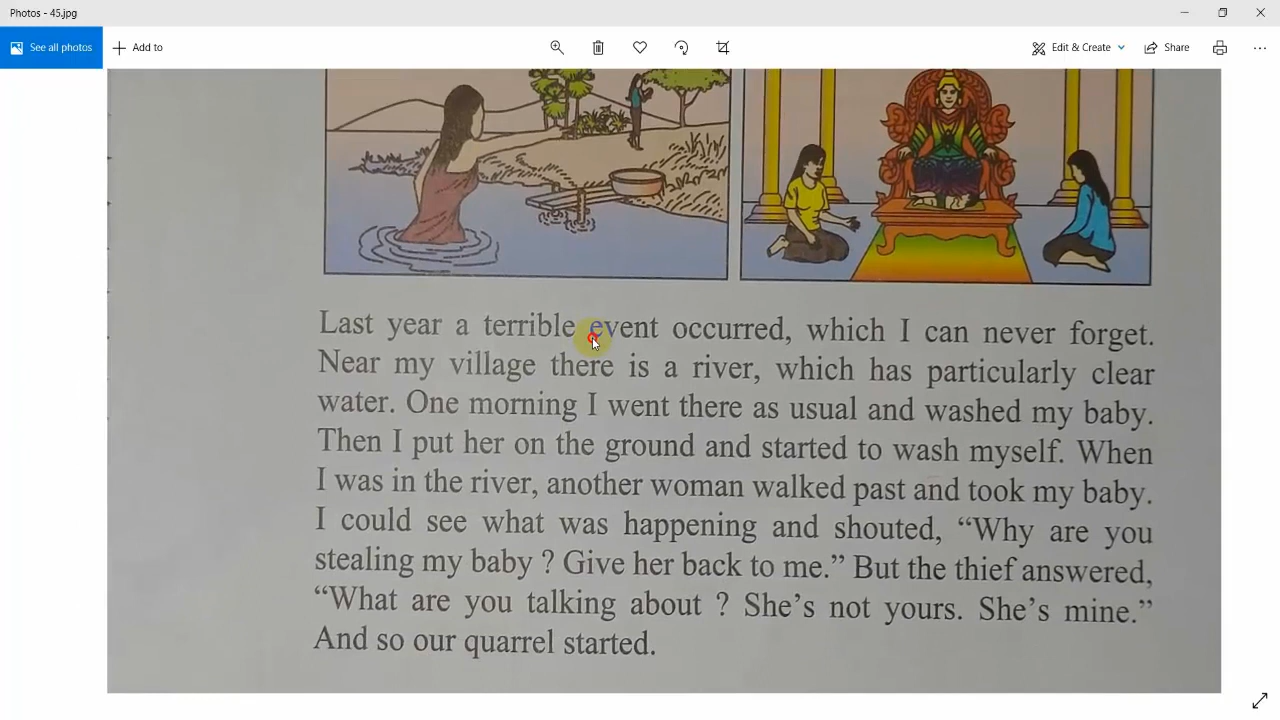 Photos - 45.jpg
See all photos
Add to
Edit & Create
Share
Last year a terrible event occurred, which I can never forget.
Near my village there is a river, which has particularly clear
water. One morning I went there as usual and washed my baby.
Then I put her on the ground and started to wash myself. When
I was in the river, another woman walked past and took my baby.
I could see what was happening and shouted, “Why are you
stealing my baby ? Give her back to me.” But the thief answered,
“What are you talking about ? She’s not yours. She’s mine.”
And so our quarrel started.